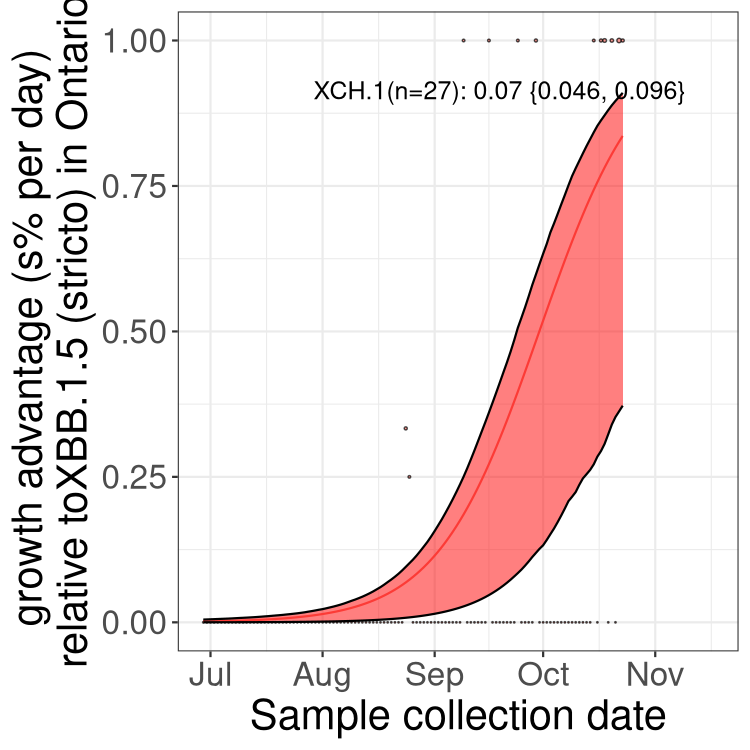 growth advantage (s% per day)
relative toXBB.1.5 (stricto) in Ontario
1.00
0.75
0.50
0.25
0.00
XCH.1(n=27): 0.07 {0.046, 0.096}
Jul Aug Sep Oct Nov
Sample collection date